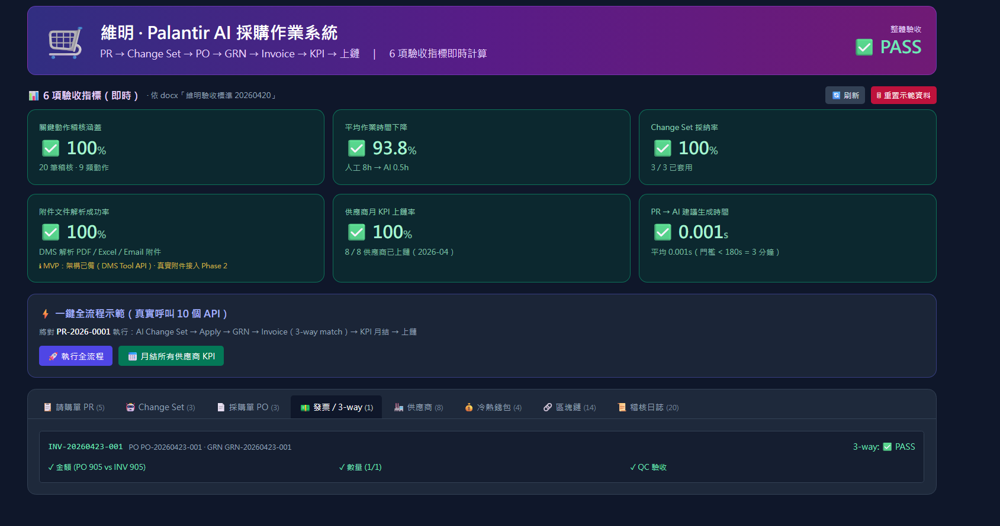 維明 · Palantir AI 採購作業系統
PR → Change Set → PO → GRN → Invoice → KPI → 上鏈 | 6 項驗收指標即時計算
整體驗收
✅ PASS
📊 6 項驗收指標 ( 即時 ) · 依 docx「維明驗收標準 20260420」
🔄 刷新
🗑 重置示範資料
關鍵動作稽核涵蓋
✅ 100%
20 筆稽核 · 9 類動作
平均作業時間下降
✅ 93.8%
人工 8h → AI 0.5h
Change Set 採納率
✅ 100%
3 / 3 已套用
附件文件解析成功率
✅ 100%
DMS 解析 PDF / Excel / Email 附件
ℹ MVP：架構已備 ( DMS Tool API ) · 真實附件接入 Phase 2
供應商月 KPI 上鏈率
✅ 100%
8 / 8 供應商已上鏈 ( 2026-04 )
PR → AI 建議生成時間
✅ 0.001s
平均 0.001s ( 門檻 < 180s = 3 分鐘 )
⚡ 一鍵全流程示範 ( 真實呼叫 10 個 API )
將對 PR-2026-0001 執行：AI Change Set → Apply → GRN → Invoice ( 3-way match ) → KPI 月結 → 上鏈
🚀 執行全流程
🗓 月結所有供應商 KPI
📋 請購單 PR (5)
🤖 Change Set (3)
📄 採購單 PO (3)
💵 發票 / 3-way (1)
🏭 供應商 (8)
💰 冷熱錢包 (4)
🔗 區塊鏈 (14)
📜 稽核日誌 (20)
INV-20260423-001 PO PO-20260423-001 · GRN GRN-20260423-001
3-way: ✅ PASS
✓ 金額 (PO 905 vs INV 905)
✓ 數量 (1/1)
✓ QC 驗收